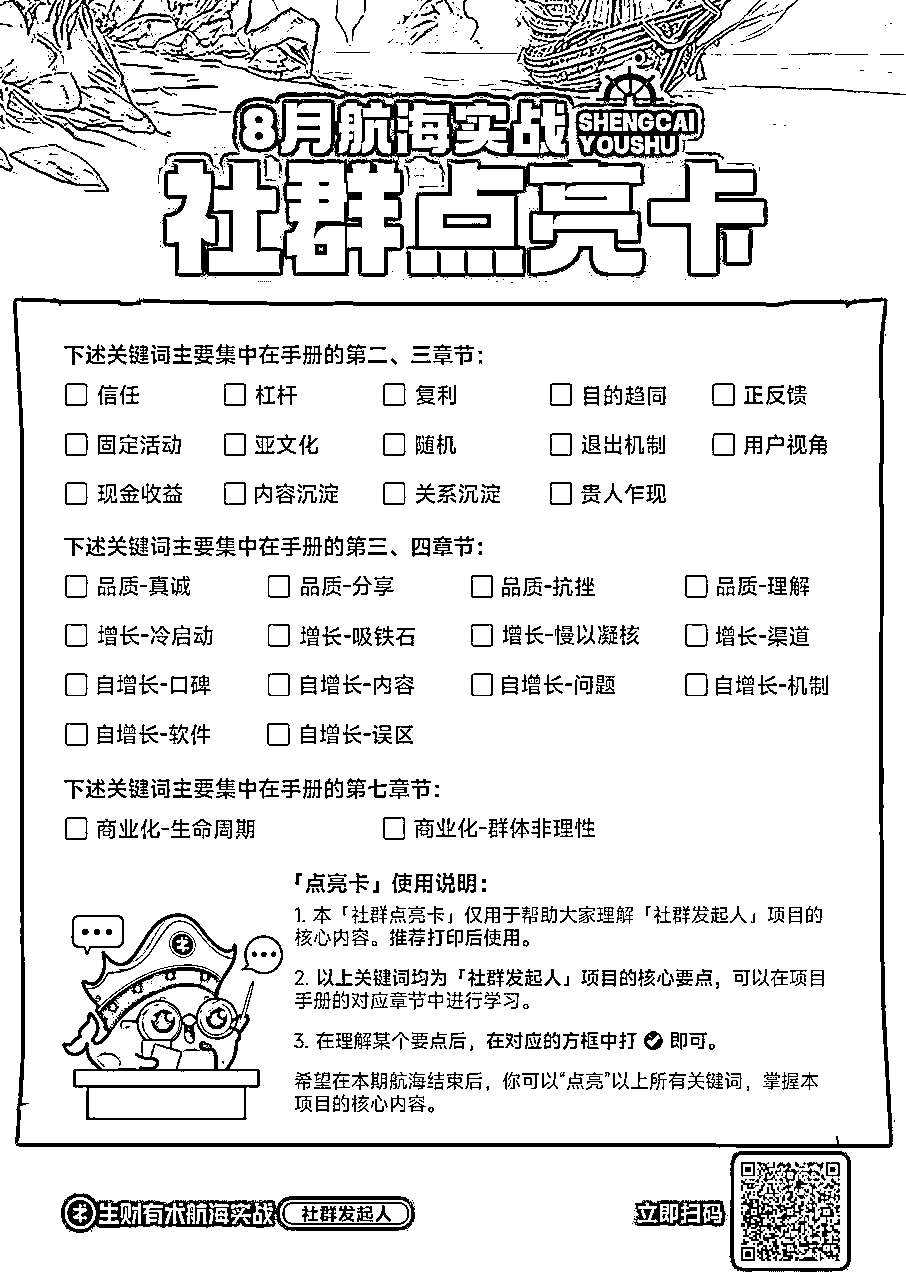 8月航海实战 SHENGCAI YOUSHU
社群点亮卡
下述关键词主要集中在手册的第二、三章节：
信任 杠杆 复利 目的趋同 正反馈
固定活动 亚文化 随机 退出机制 用户视角
现金收益 内容沉淀 关系沉淀 贵人乍现
下述关键词主要集中在手册的第三、四章节：
品质-真诚 品质-分享 品质-抗挫 品质-理解
增长-冷启动 增长-吸铁石 增长-慢以凝核 增长-渠道
自增长-口碑 自增长-内容 自增长-问题 自增长-机制
自增长-软件 自增长-误区
下述关键词主要集中在手册的第七章节：
商业化-生命周期 商业化-群体非理性
「点亮卡」使用说明：
1. 本「社群点亮卡」仅用于帮助大家理解「社群发起人」项目的
核心内容。推荐打印后使用。
2. 以上关键词均为「社群发起人」项目的核心要点，可以在项目
手册的对应章节中进行学习。
3. 在理解某个要点后，在对应的方框中打 ✔ 即可。
希望在本期航海结束后，你可以“点亮”以上所有关键词，掌握本
项目的核心内容。
生财有术航海实战 社群发起人
立即扫码